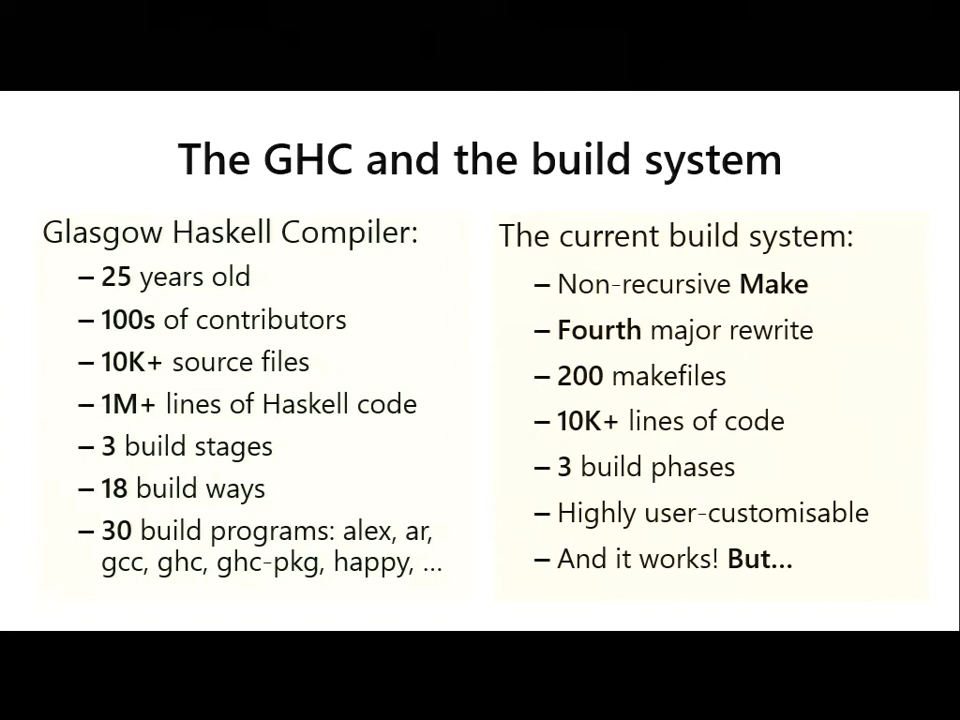 The GHC and the build system
Glasgow Haskell Compiler:
– 25 years old
– 100s of contributors
– 10K+ source files
– 1M+ lines of Haskell code
– 3 build stages
– 18 build ways
– 30 build programs: alex, ar,
gcc, ghc, ghc-pkg, happy, ...
The current build system:
– Non-recursive Make
– Fourth major rewrite
– 200 makefiles
– 10K+ lines of code
– 3 build phases
– Highly user-customisable
– And it works! But...